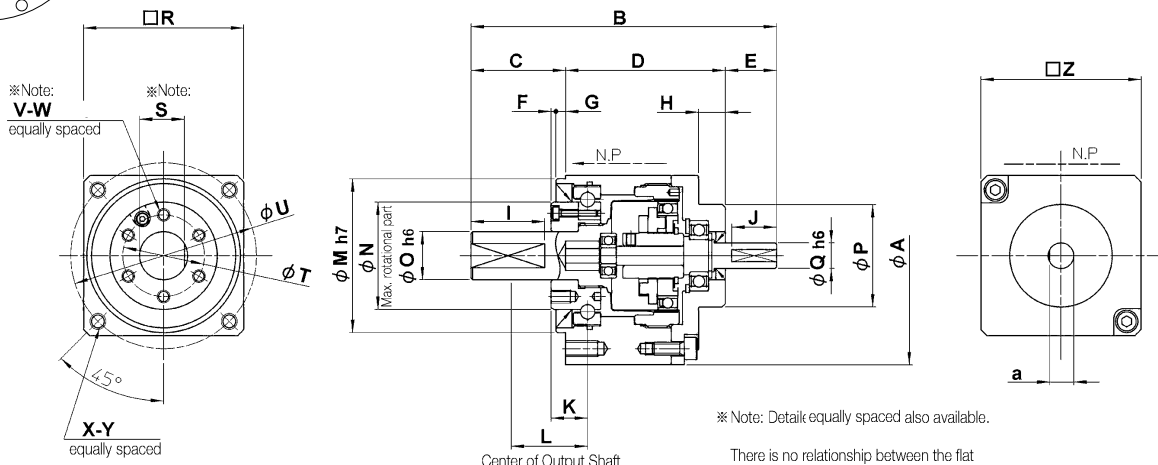 □R
B
C
D
E
□Z
※Note:
V-W
equally spaced
※Note:
S
F
G
H
N.P
N.P
I
J
φU
φT
φM h7
φN
Max. rotational part
φO h6
φQ h6
φP
φA
45°
a
K
L
X-Y
equally spaced
Center of Output Shaft
※Note: Detail equally spaced also available.
There is no relationship between the flat